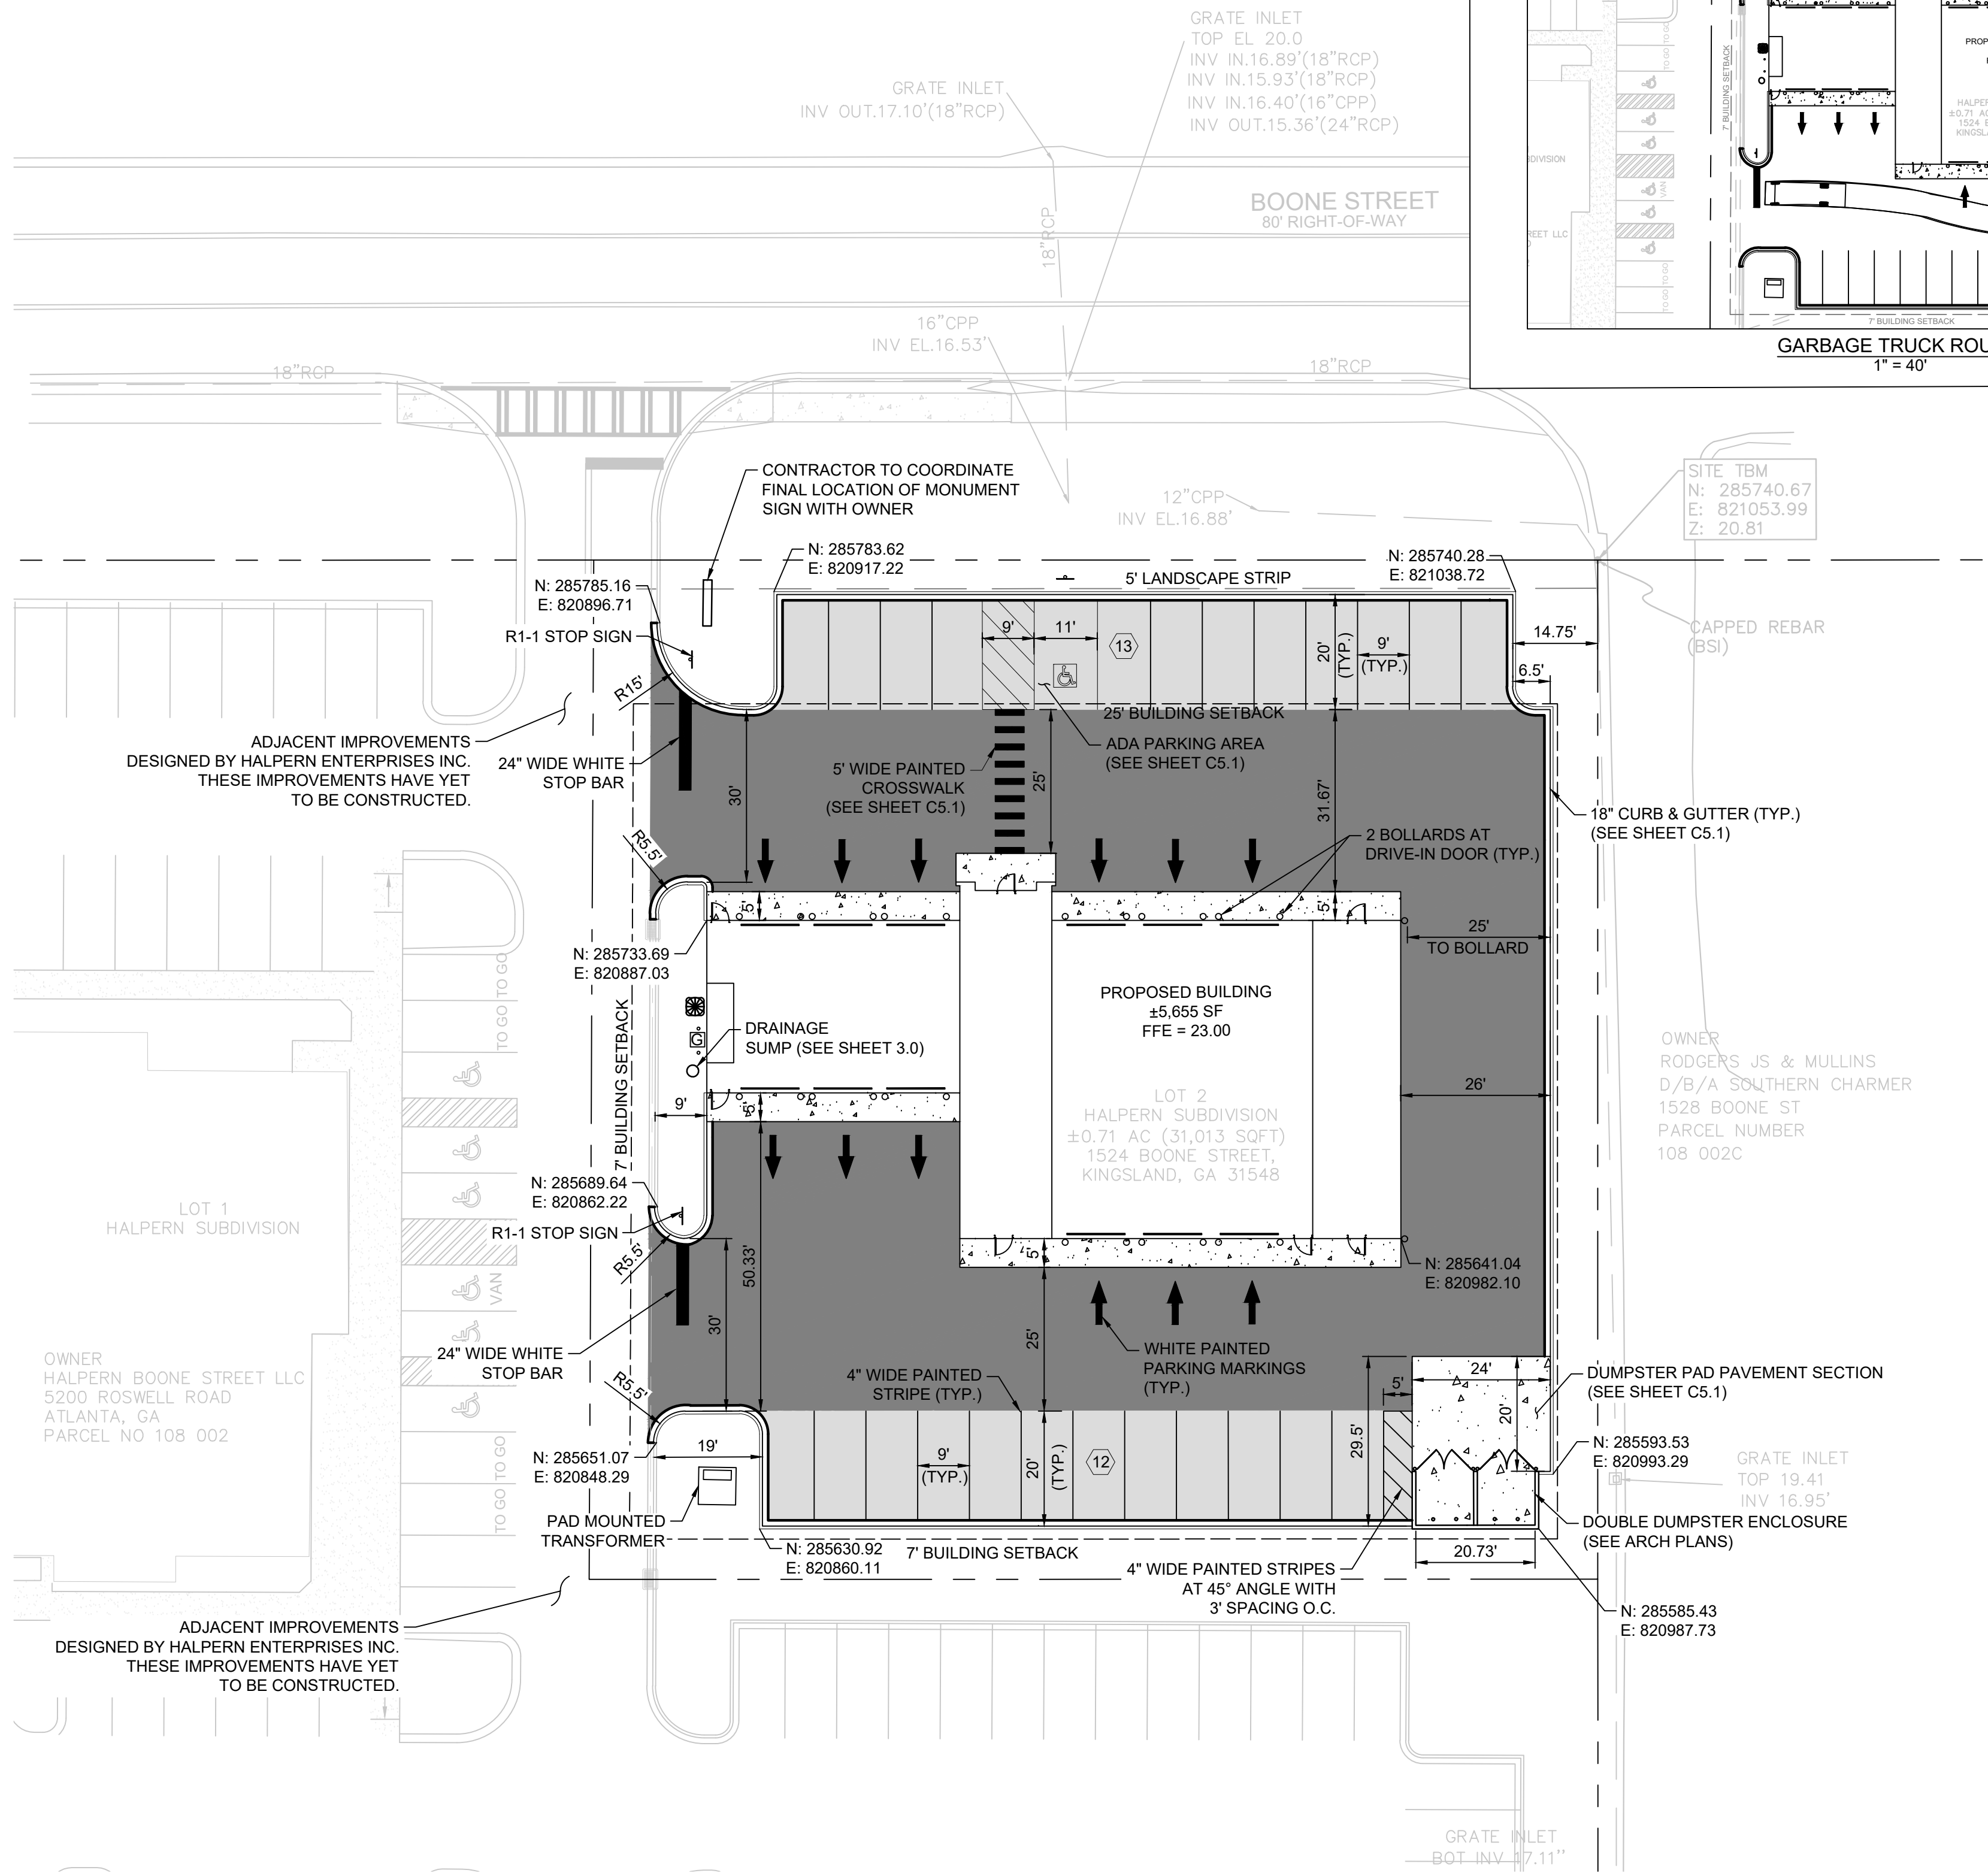 GRATE INLET
TOP EL 20.0
INV IN.16.89'(18"RCP)
INV IN.15.93'(18"RCP)
INV IN.16.40'(16"CPP)
INV OUT.15.36'(24"RCP)
GRATE INLET
INV OUT.17.10'(18"RCP)
BOONE STREET
80' RIGHT-OF-WAY
18"RCP
16"CPP
INV EL.16.53'
18"RCP
18"RCP
TO GO
TO GO
7' BUILDING SETBACK
VAN
TO GO
TO GO
7' BUILDING SETBACK
GARBAGE TRUCK ROU
1" = 40'
SITE TBM
N: 285740.67
E: 821053.99
Z: 20.81
CONTRACTOR TO COORDINATE
FINAL LOCATION OF MONUMENT
SIGN WITH OWNER
12"CPP
INV EL.16.88'
N: 285783.62
E: 820917.22
N: 285740.28
E: 821038.72
5' LANDSCAPE STRIP
N: 285785.16
E: 820896.71
R1-1 STOP SIGN
CAPPED REBAR
(BSI)
14.75'
6.5'
9'
11'
13
20'
(TYP.)
9'
(TYP.)
R15'
25' BUILDING SETBACK
ADJACENT IMPROVEMENTS
DESIGNED BY HALPERN ENTERPRISES INC.
THESE IMPROVEMENTS HAVE YET
TO BE CONSTRUCTED.
24" WIDE WHITE
STOP BAR
30'
5' WIDE PAINTED
CROSSWALK
(SEE SHEET C5.1)
25'
ADA PARKING AREA
(SEE SHEET C5.1)
31.67'
18" CURB & GUTTER (TYP.)
(SEE SHEET C5.1)
R5.5'
2 BOLLARDS AT
DRIVE-IN DOOR (TYP.)
5'
5'
25'
TO BOLLARD
N: 285733.69
E: 820887.03
TO GO
TO GO
7' BUILDING SETBACK
PROPOSED BUILDING
±5,655 SF
FFE = 23.00
G
DRAINAGE
SUMP (SEE SHEET 3.0)
OWNER
RODGERS JS & MULLINS
D/B/A SOUTHERN CHARMER
1528 BOONE ST
PARCEL NUMBER
108 002C
26'
LOT 2
HALPERN SUBDIVISION
±0.71 AC (31,013 SQFT)
1524 BOONE STREET,
KINGSLAND, GA 31548
9'
5'
N: 285689.64
E: 820862.22
R1-1 STOP SIGN
LOT 1
HALPERN SUBDIVISION
R5.5'
VAN
50.33'
30'
5'
N: 285641.04
E: 820982.10
24" WIDE WHITE
STOP BAR
25'
WHITE PAINTED
PARKING MARKINGS
(TYP.)
4" WIDE PAINTED
STRIPE (TYP.)
OWNER
HALPERN BOONE STREET LLC
5200 ROSWELL ROAD
ATLANTA, GA
PARCEL NO 108 002
R5.5'
5'
24'
20'
DUMPSTER PAD PAVEMENT SECTION
(SEE SHEET C5.1)
29.5'
19'
9'
(TYP.)
20'
(TYP.)
12
N: 285651.07
E: 820848.29
TO GO
TO GO
N: 285593.53
E: 820993.29
GRATE INLET
TOP 19.41
INV 16.95'
PAD MOUNTED
TRANSFORMER
DOUBLE DUMPSTER ENCLOSURE
(SEE ARCH PLANS)
N: 285630.92
E: 820860.11
7' BUILDING SETBACK
20.73'
4" WIDE PAINTED STRIPES
AT 45° ANGLE WITH
3' SPACING O.C.
N: 285585.43
E: 820987.73
ADJACENT IMPROVEMENTS
DESIGNED BY HALPERN ENTERPRISES INC.
THESE IMPROVEMENTS HAVE YET
TO BE CONSTRUCTED.
GRATE INLET
BOT INV 17.11''